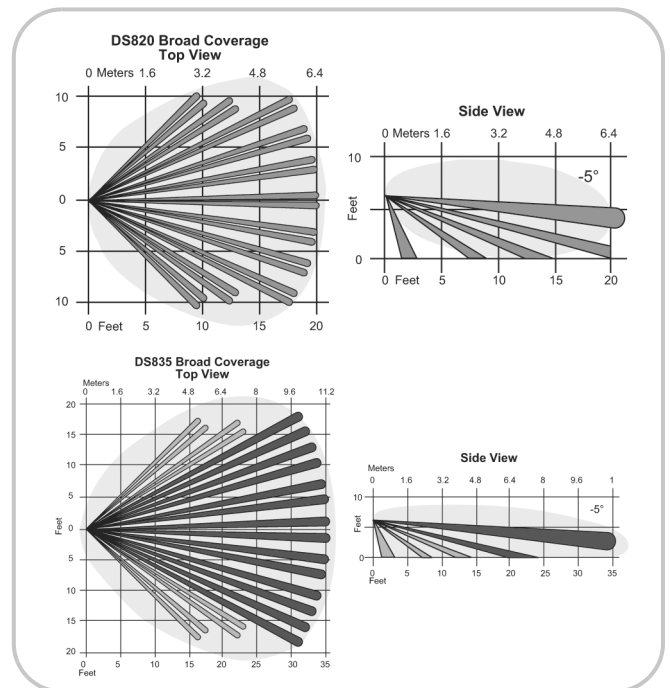 DS820 Broad Coverage
Top View
0 Meters 1.6 3.2 4.8 6.4
10
5
0
5
10
0 Feet 5 10 15 20
Side View
0 Meters 1.6 3.2 4.8 6.4
10
-5°
Feet
0
0 Feet 5 10 15 20
DS835 Broad Coverage
Top View
Meters
0 1.6 3.2 4.8 6.4 8 9.6 11.2
20
15
10
5
Feet
0
5
10
15
20
0 5 10 15 20 25 30 35
Feet
Side View
Meters
0 1.6 3.2 4.8 6.4 8 9.6 1
10
-5°
Feet
5
0
0 5 10 15 20 25 30 35
Feet